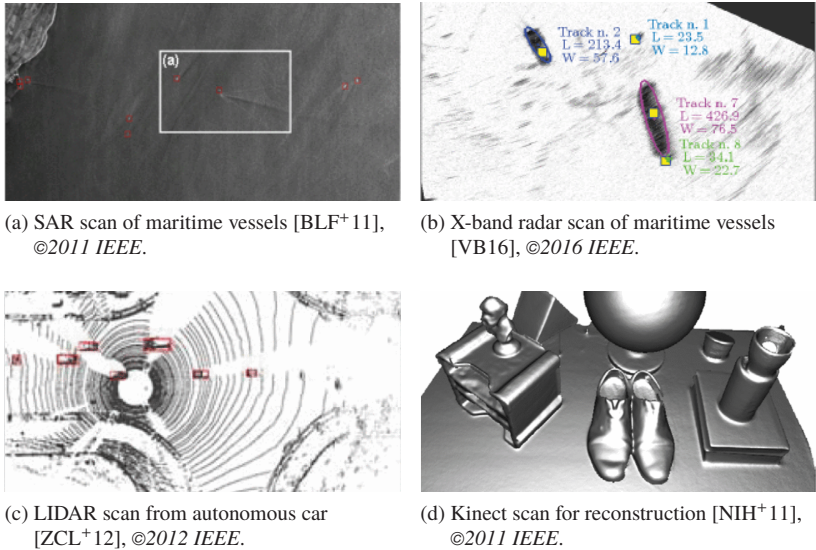 (a)
Track n. 2
L = 213.4
W = 57.6
Track n. 1
L = 23.5
W = 12.8
Track n. 7
L = 426.9
W = 76.5
Track n. 8
L = 34.1
W = 22.7
(a) SAR scan of maritime vessels [BLF+11],
©2011 IEEE.
(b) X-band radar scan of maritime vessels
[VB16], ©2016 IEEE.
(c) LIDAR scan from autonomous car
[ZCL+12], ©2012 IEEE.
(d) Kinect scan for reconstruction [NIH+11],
©2011 IEEE.